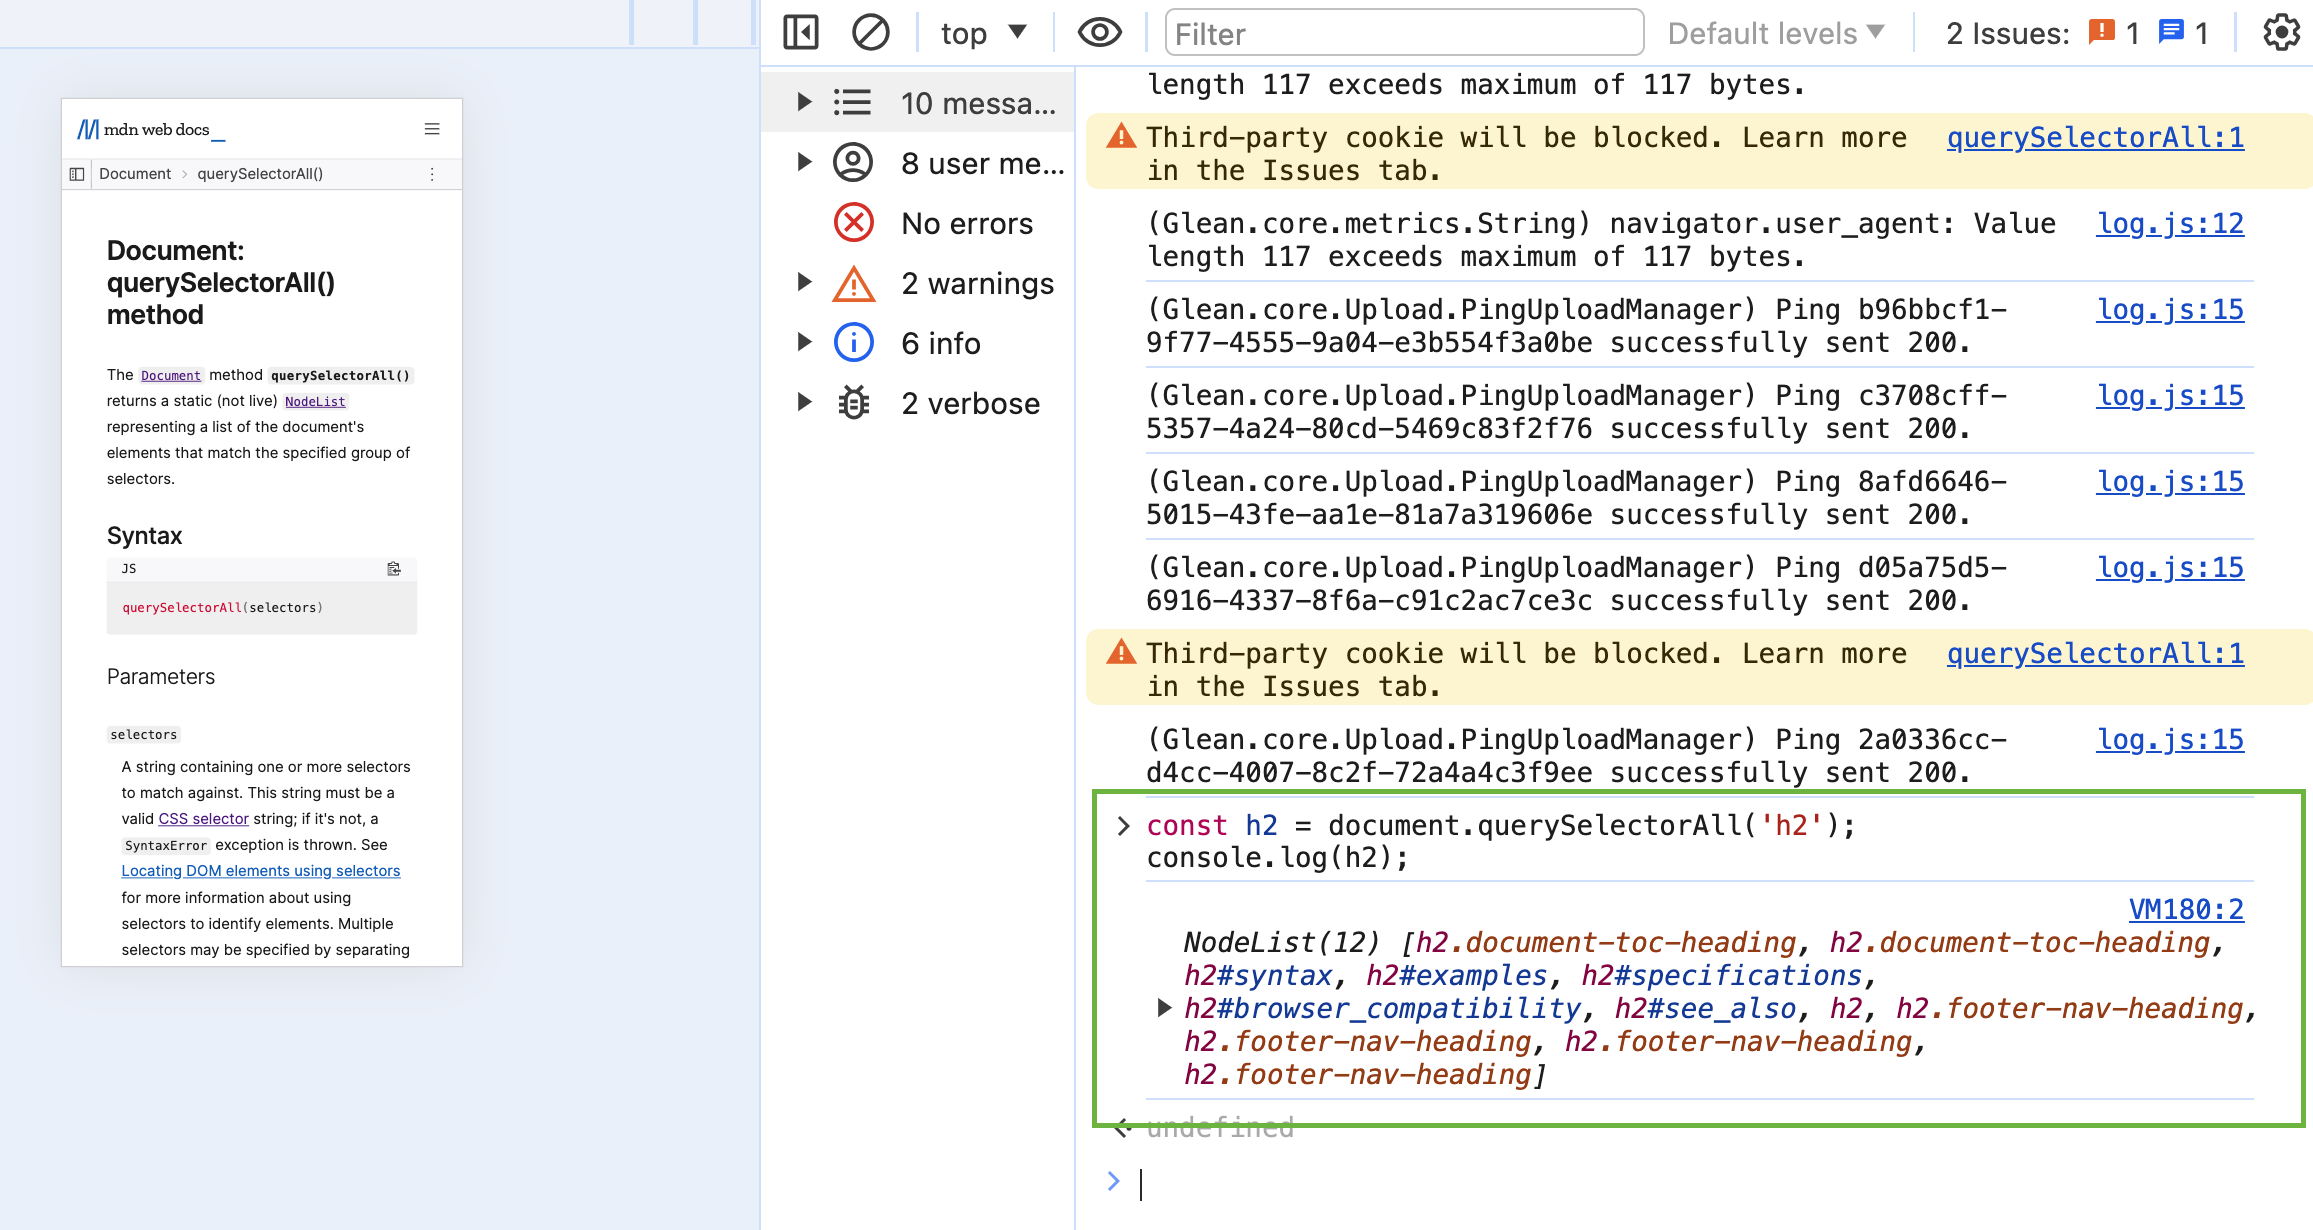 mdn web docs_
Document > querySelectorAll()
Document:
querySelectorAll()
method
The Document method querySelectorAll()
returns a static (not live) NodeList
representing a list of the document's
elements that match the specified group of
selectors.
Syntax
JS
querySelectorAll(selectors)
Parameters
selectors
A string containing one or more selectors
to match against. This string must be a
valid CSS selector string; if it's not, a
SyntaxError exception is thrown. See
Locating DOM elements using selectors
for more information about using
selectors to identify elements. Multiple
selectors may be specified by separating
top ▼ Filter Default levels ▼ 2 Issues: 1 1
10 messa...
8 user me...
No errors
2 warnings
6 info
2 verbose
length 117 exceeds maximum of 117 bytes.
Third-party cookie will be blocked. Learn more querySelectorAll:1
in the Issues tab.
(Glean.core.metrics.String) navigator.user_agent: Value log.js:12
length 117 exceeds maximum of 117 bytes.
(Glean.core.Upload.PingUploadManager) Ping b96bbcf1- log.js:15
9f77-4555-9a04-e3b554f3a0be successfully sent 200.
(Glean.core.Upload.PingUploadManager) Ping c3708cff- log.js:15
5357-4a24-80cd-5469c83f2f76 successfully sent 200.
(Glean.core.Upload.PingUploadManager) Ping 8afd6646- log.js:15
5015-43fe-aa1e-81a7a319606e successfully sent 200.
(Glean.core.Upload.PingUploadManager) Ping d05a75d5- log.js:15
6916-4337-8f6a-c91c2ac7ce3c successfully sent 200.
Third-party cookie will be blocked. Learn more querySelectorAll:1
in the Issues tab.
(Glean.core.Upload.PingUploadManager) Ping 2a0336cc- log.js:15
d4cc-4007-8c2f-72a4a4c3f9ee successfully sent 200.
> const h2 = document.querySelectorAll('h2');
console.log(h2);
VM180:2
NodeList(12) [h2.document-toc-heading, h2.document-toc-heading,
h2#syntax, h2#examples, h2#specifications,
h2#browser_compatibility, h2#see_also, h2, h2.footer-nav-heading,
h2.footer-nav-heading, h2.footer-nav-heading,
h2.footer-nav-heading]
undefined
>